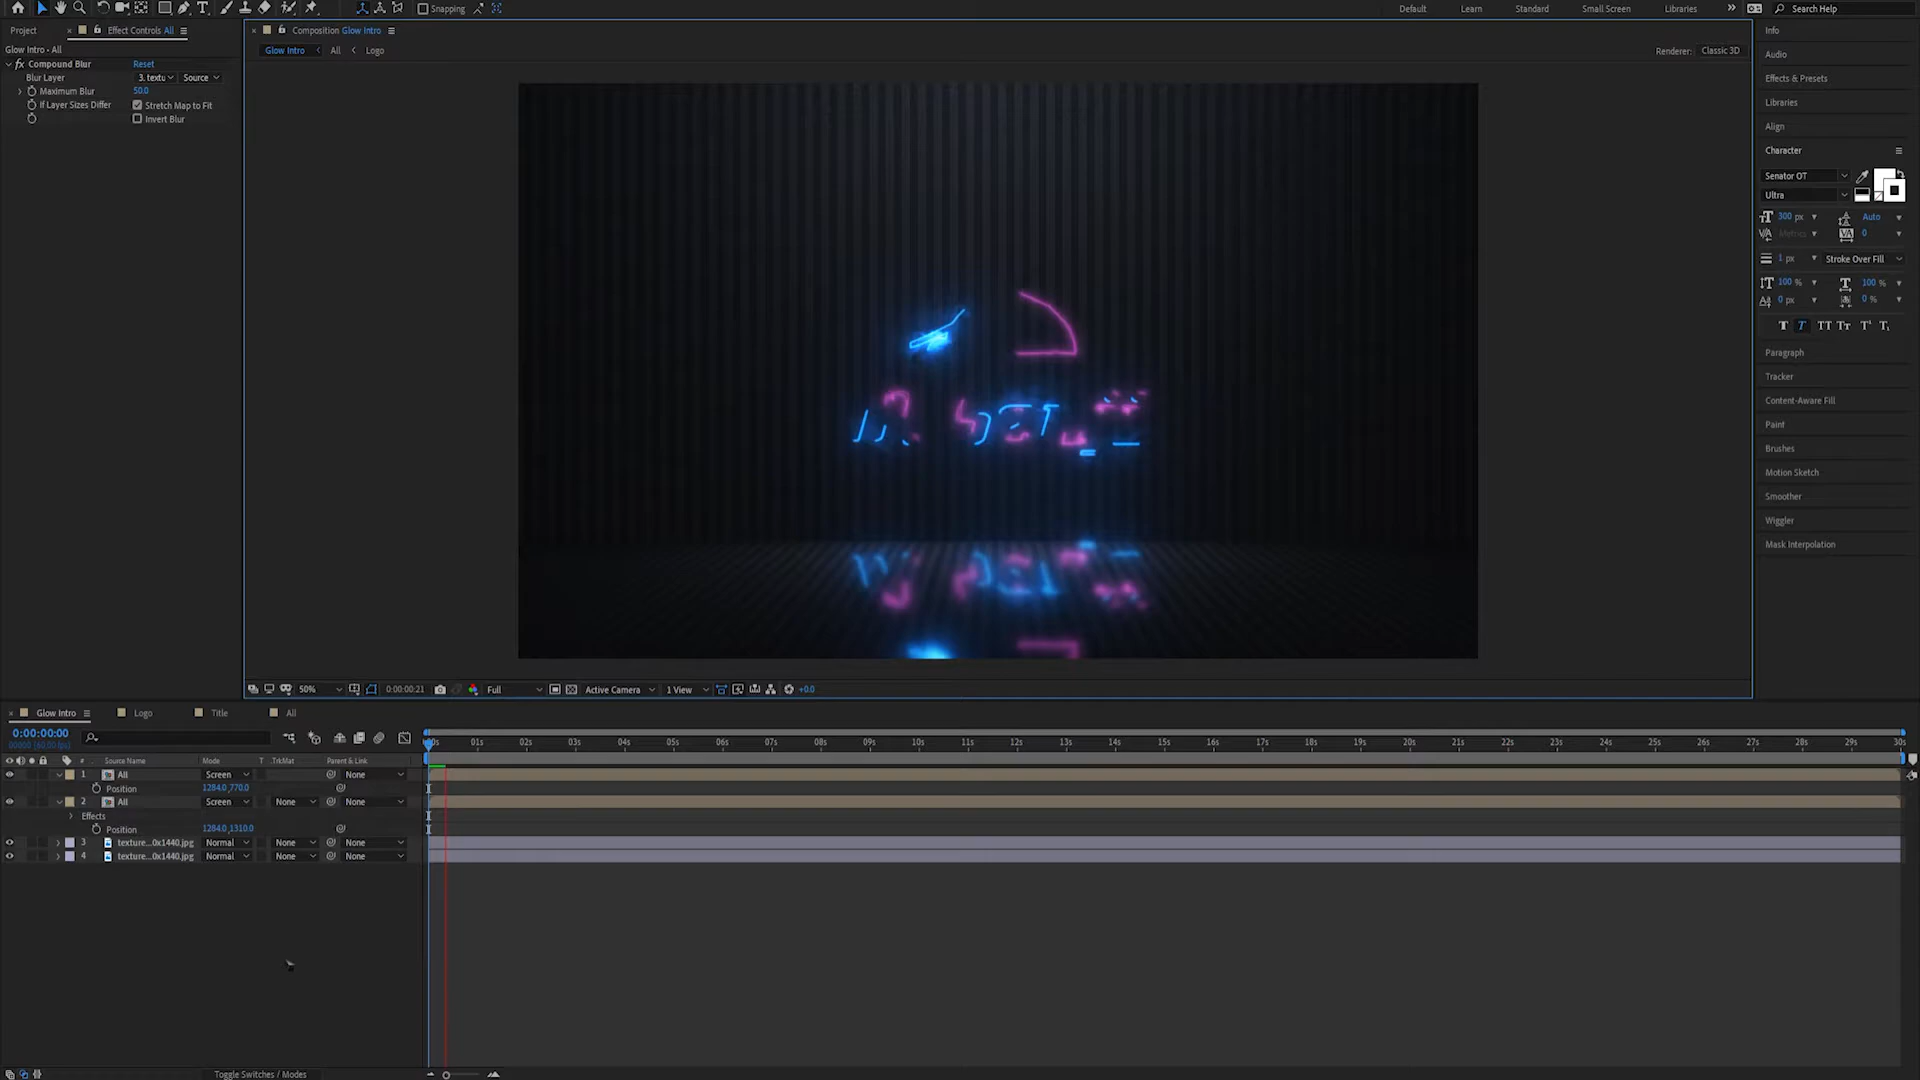 Snapping
Default
Learn
Standard
Small Screen
Libraries
Search Help
Project
Effect Controls All
Composition Glow Intro
Glow Intro • All
Glow Intro
All
Logo
Renderer:
Classic 3D
fx Compound Blur
Reset
Blur Layer
3. textu
Source
Maximum Blur
50.0
If Layer Sizes Differ
Stretch Map to Fit
Invert Blur
Info
Audio
Effects & Presets
Libraries
Align
Character
Senator OT
Ultra
300 px
Auto
Metrics
0
1 px
Stroke Over Fill
100 %
100 %
0 px
0 %
Paragraph
Tracker
Content-Aware Fill
Paint
Brushes
Motion Sketch
Smoother
Wiggler
Mask Interpolation
50%
0:00:00:21
Full
Active Camera
1 View
+0.0
Glow Intro
Logo
Title
All
0:00:00:00
00000 (60.00 fps)
00s 01s 02s 03s 04s 05s 06s 07s 08s 09s 10s 11s 12s 13s 14s 15s 16s 17s 18s 19s 20s 21s 22s 23s 24s 25s 26s 27s 28s 29s 30s
# Source Name Mode T .TrkMat Parent & Link
1 All Screen None
Position 1284.0,770.0
2 All Screen None None
Effects
Position 1284.0,1310.0
3 texture...0x1440.jpg Normal None None
4 texture...0x1440.jpg Normal None None
Toggle Switches / Modes